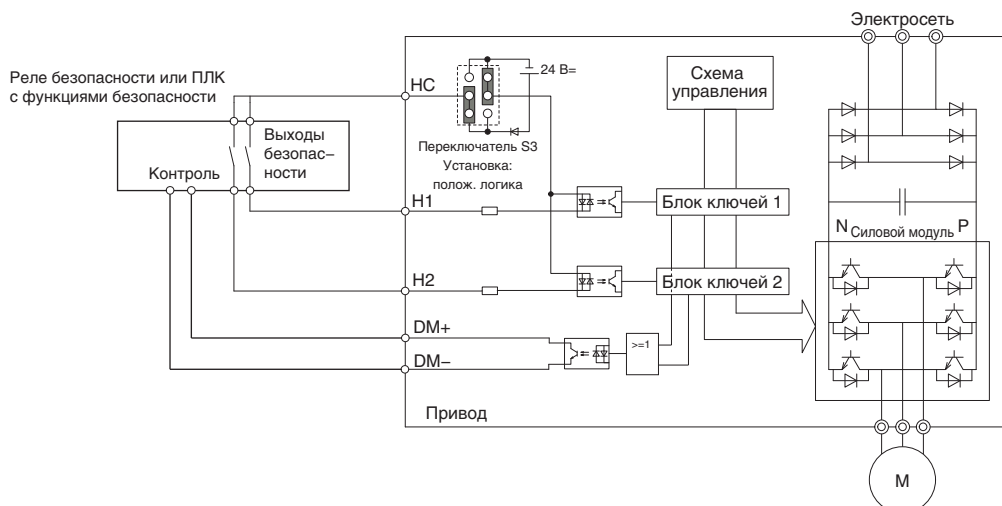 Электросеть
Реле безопасности или ПЛК
с функциями безопасности
HC
24 В=
Схема
управления
Выходы
безопас–
ности
Контроль
Переключатель S3
Установка:
полож. логика
H1
Блок ключей 1
N Силовой модуль P
H2
Блок ключей 2
DM+
>=1
DM–
Привод
M